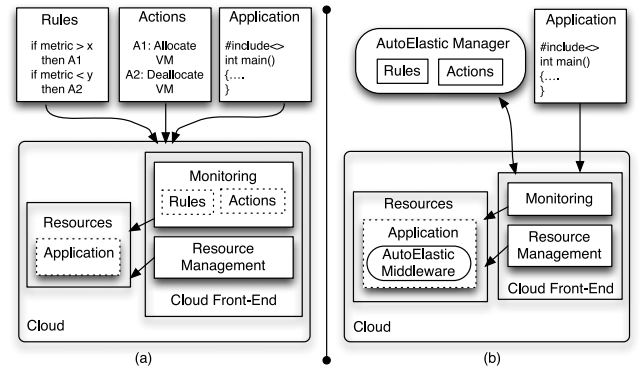 Rules
if metric > x
then A1
if metric < y
then A2
Actions
A1: Allocate
VM
A2: Deallocate
VM
Application
#include<>
int main()
{....
}
Monitoring
Rules
Actions
Resources
Application
Resource
Management
Cloud Front-End
Cloud
(a)
AutoElastic Manager
Rules
Actions
Application
#include<>
int main()
{....
}
Resources
Application
AutoElastic
Middleware
Monitoring
Resource
Management
Cloud Front-End
Cloud
(b)